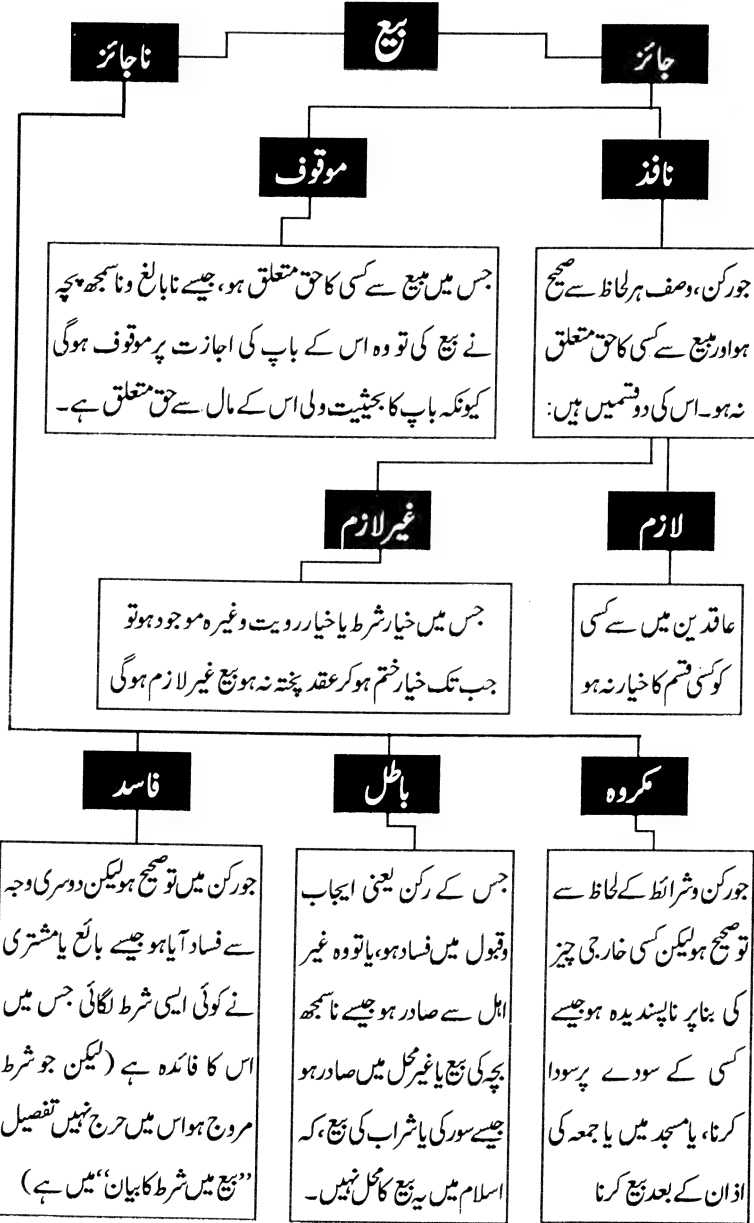 بیع
جائز
ناجائز
نافذ
موقوف
جو رکن، وصف ہر لحاظ سے صحیح
ہو اور مبیع سے کسی کا حق متعلق
نہ ہو۔ اس کی دو قسمیں ہیں:
جس میں مبیع سے کسی کا حق متعلق ہو، جیسے نابالغ و ناسمجھ بچہ
نے بیع کی تو وہ اس کے باپ کی اجازت پر موقوف ہوگی
کیونکہ باپ کا بحیثیت ولی اس کے مال سے حق متعلق ہے۔
لازم
غیر لازم
عاقدین میں سے کسی
کو کسی قسم کا خیار نہ ہو
جس میں خیار شرط یا خیار رویت وغیرہ موجود ہو تو
جب تک خیار ختم ہو کر عقد پختہ نہ ہو بیع غیر لازم ہوگی
مکروہ
باطل
فاسد
جو رکن و شرائط کے لحاظ سے
تو صحیح ہو لیکن کسی خارجی چیز
کی بنا پر ناپسندیدہ ہو جیسے
کسی کے سودے پر سودا
کرنا، یا مسجد میں یا جمعہ کی
اذان کے بعد بیع کرنا
جس کے رکن یعنی ایجاب
و قبول میں فساد ہو، یا تو وہ غیر
اہل سے صادر ہو جیسے ناسمجھ
بچہ کی بیع یا غیر محل میں صادر ہو
جیسے سور کی یا شراب کی بیع، کہ
اسلام میں یہ بیع کا محل نہیں۔
جو رکن میں تو صحیح ہو لیکن دوسری وجہ
سے فساد آیا ہو جیسے بائع یا مشتری
نے کوئی ایسی شرط لگائی جس میں
اس کا فائدہ ہے (لیکن جو شرط
مروج ہو اس میں حرج نہیں تفصیل
”بیع میں شرط کا بیان“ میں ہے)